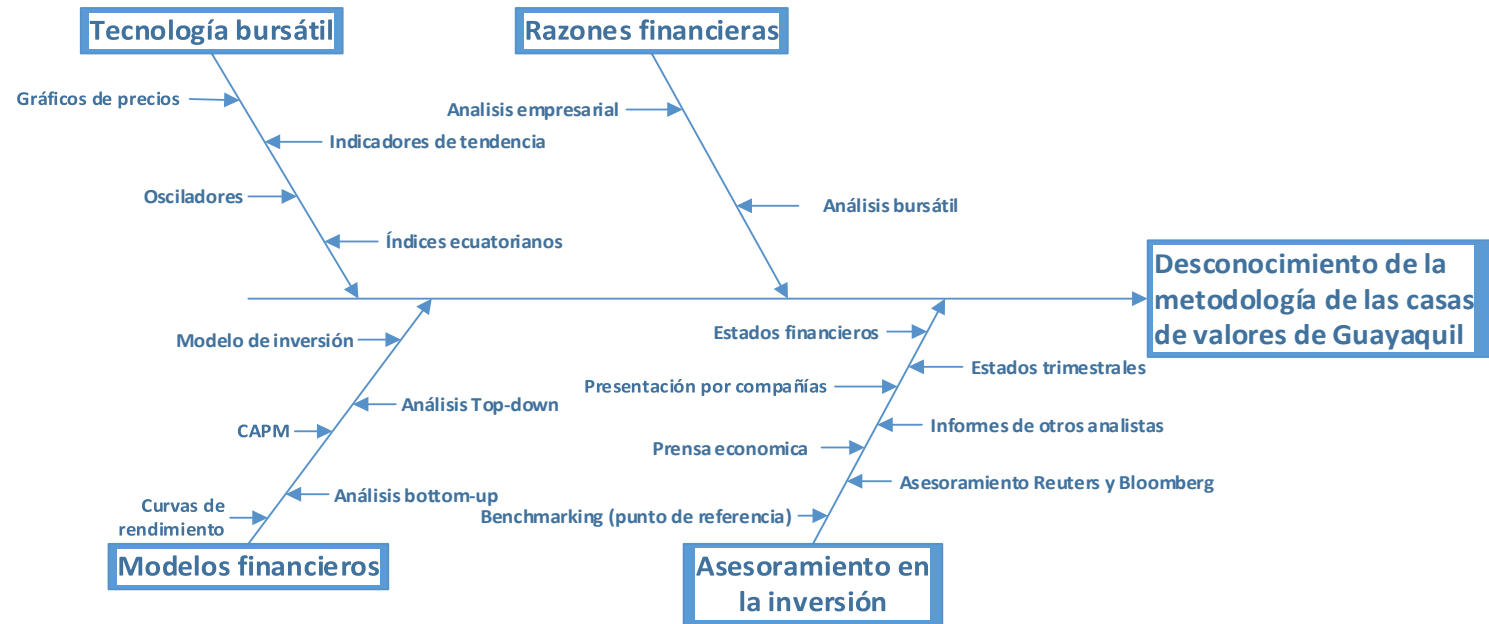 Tecnología bursátil
Razones financieras
Gráficos de precios
Analisis empresarial
Indicadores de tendencia
Osciladores
Análisis bursátil
Índices ecuatorianos
Desconocimiento de la
metodología de las casas
de valores de Guayaquil
Modelo de inversión
Estados financieros
Estados trimestrales
Presentación por compañías
Análisis Top-down
CAPM
Informes de otros analistas
Prensa economica
Asesoramiento Reuters y Bloomberg
Análisis bottom-up
Curvas de
rendimiento
Benchmarking (punto de referencia)
Modelos financieros
Asesoramiento en
la inversión